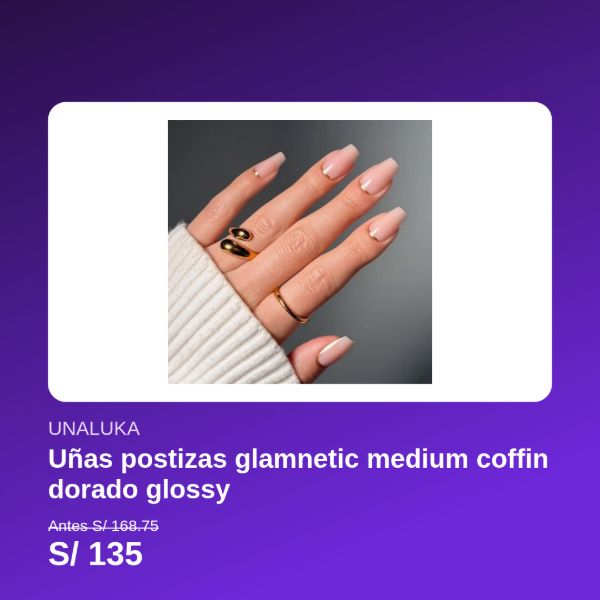 UNALUKA
Uñas postizas glamnetic medium coffin
dorado glossy
Antes S/ 168.75
S/ 135